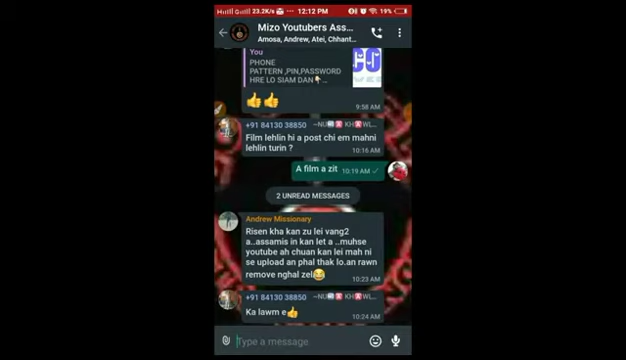 23.2K/s 12:12 PM 19%
Mizo Youtubers Ass...
Amosa, Andrew, Atei, Chhant...
You
PHONE
PATTERN ,PIN,PASSWORD
HRE LO SIAM DAN👇...
👍👍
9:58 AM
+91 84130 38850
Film lehlin hi a post chi em mahni
lehlin turin ?
10:16 AM
A film a zit 10:19 AM
2 UNREAD MESSAGES
Andrew Missionary
Risen kha kan zu lei vang2
a..assamis in kan let a ..muhse
youtube ah chuan kan lei mah ni
se upload an phal thak lo.an rawn
remove nghal zel😂
10:23 AM
+91 84130 38850
Ka lawm e👍
10:24 AM
Type a message